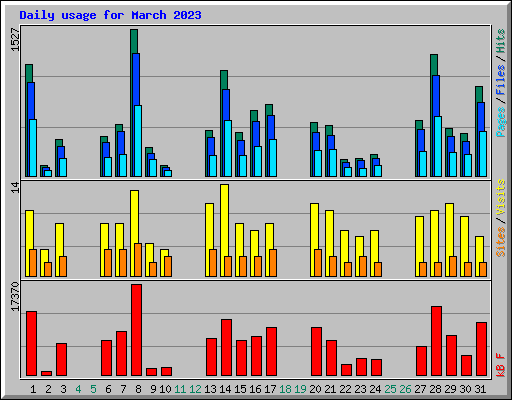 Daily usage for March 2023
1527
14
17370
Pages / Files / Hits
Sites / Visits
kB F
1 2 3 4 5 6 7 8 9 10 11 12 13 14 15 16 17 18 19 20 21 22 23 24 25 26 27 28 29 30 31